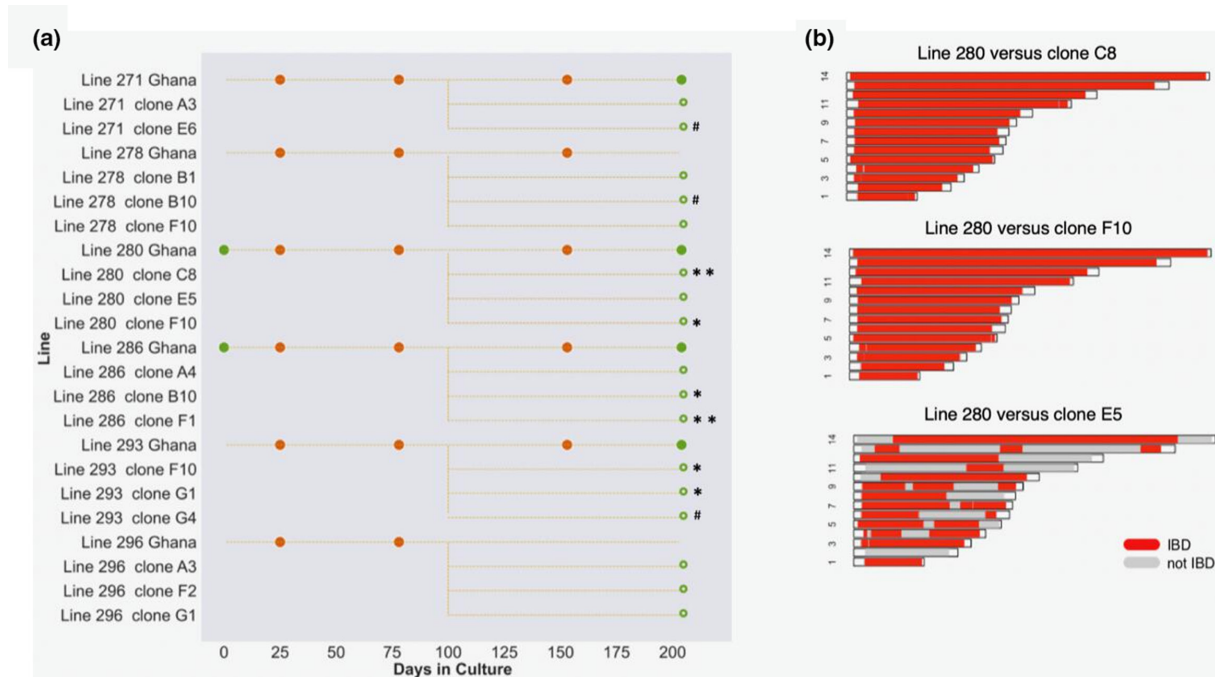 (a)
Line
Line 271 Ghana
Line 271 clone A3
Line 271 clone E6 #
Line 278 Ghana
Line 278 clone B1
Line 278 clone B10 #
Line 278 clone F10
Line 280 Ghana
Line 280 clone C8 * *
Line 280 clone E5
Line 280 clone F10 *
Line 286 Ghana
Line 286 clone A4
Line 286 clone B10 *
Line 286 clone F1 * *
Line 293 Ghana
Line 293 clone F10 *
Line 293 clone G1 *
Line 293 clone G4 #
Line 296 Ghana
Line 296 clone A3
Line 296 clone F2
Line 296 clone G1
0 25 50 75 100 125 150 175 200
Days in Culture
(b)
Line 280 versus clone C8
14
11
9
7
5
3
1
Line 280 versus clone F10
14
11
9
7
5
3
1
Line 280 versus clone E5
14
11
9
7
5
3
1
IBD
not IBD